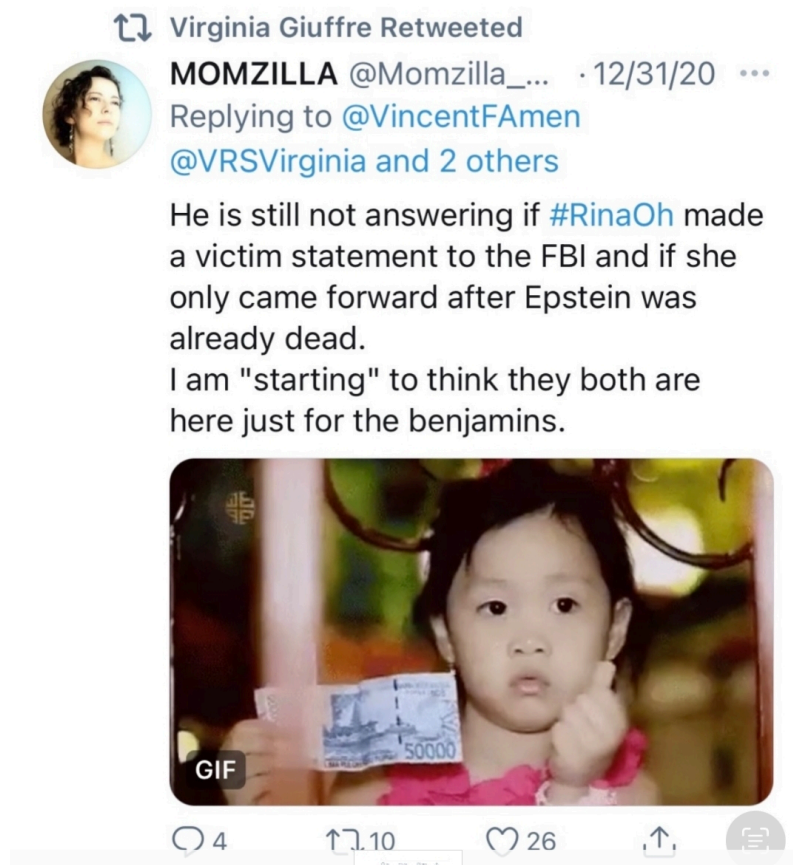 Virginia Giuffre Retweeted
MOMZILLA @Momzilla_... · 12/31/20 •••
Replying to @VincentFAmen
@VRSVirginia and 2 others
He is still not answering if #RinaOh made
a victim statement to the FBI and if she
only came forward after Epstein was
already dead.
I am "starting" to think they both are
here just for the benjamins.
50000
GIF
4 10 26